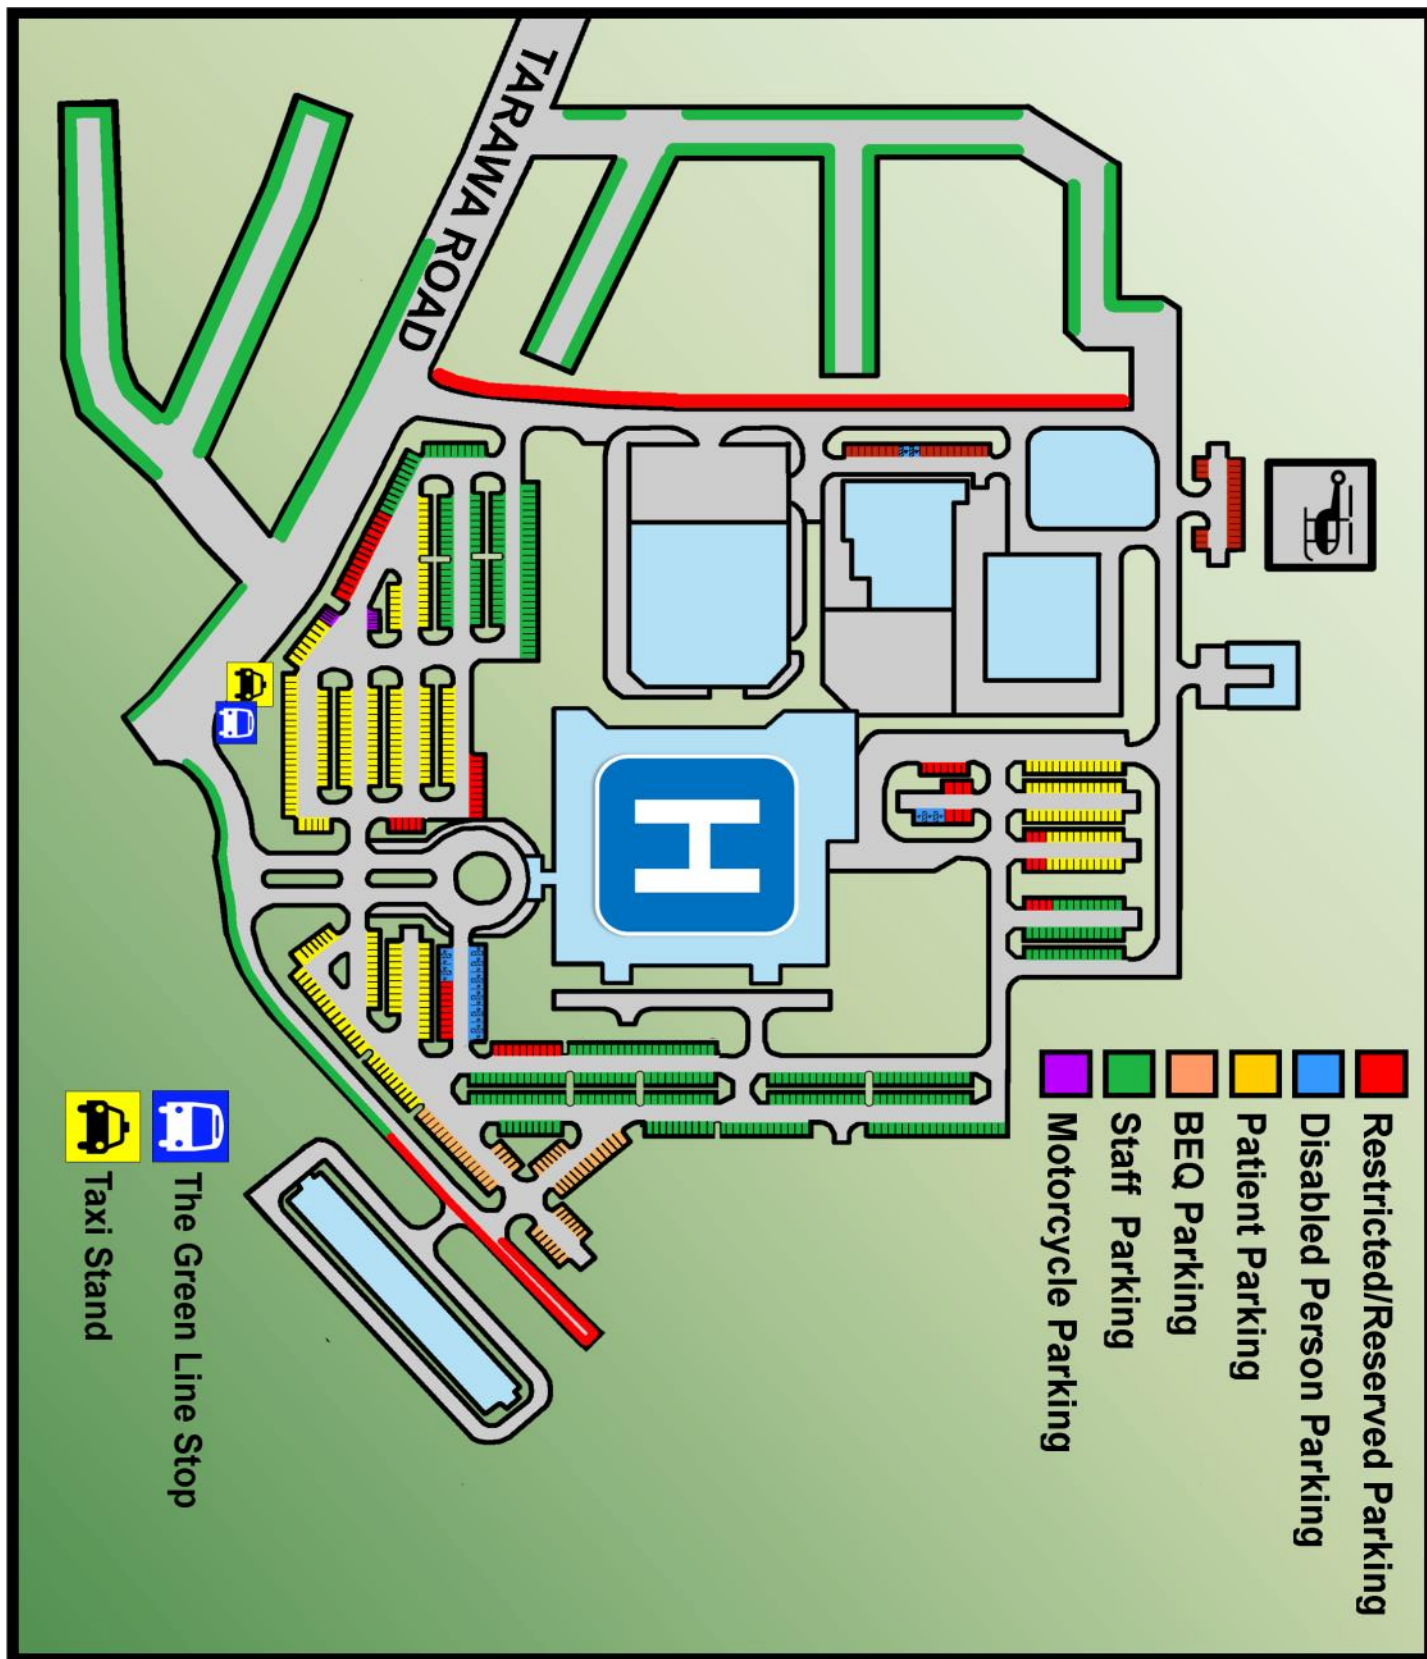 TARAWA ROAD
H
Restricted/Reserved Parking
Disabled Person Parking
Patient Parking
BEQ Parking
Staff Parking
Motorcycle Parking
The Green Line Stop
Taxi Stand